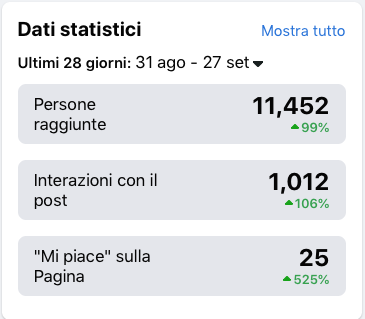 Dati statistici
Mostra tutto
Ultimi 28 giorni: 31 ago - 27 set
Persone
raggiunte
11,452
99%
Interazioni con il
post
1,012
106%
"Mi piace" sulla
Pagina
25
525%